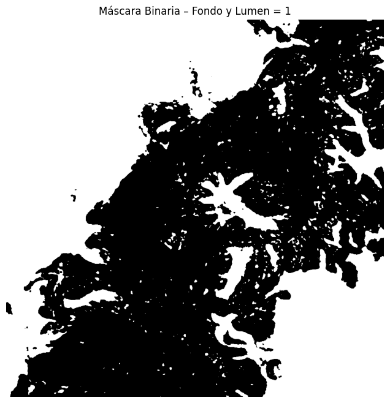 Máscara Binaria – Fondo y Lumen = 1